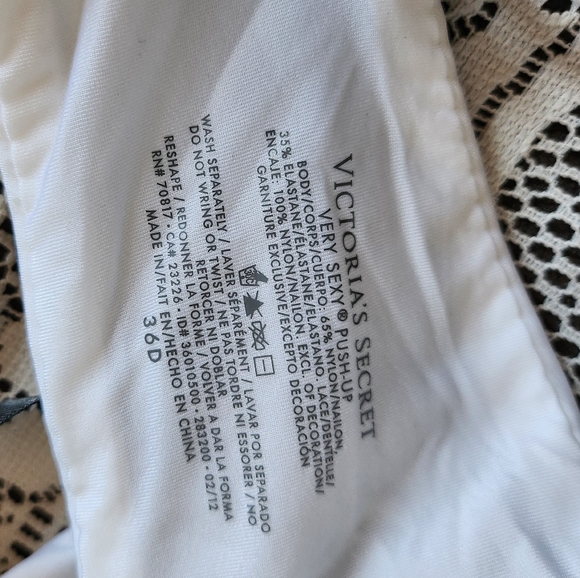 VICTORIA'S SECRET
VERY SEXY® PUSH-UP
BODY/CORPS/CUERPO: 65% NYLON/NAILON,
35% ELASTANE/ÉLASTANE/ELASTANO. LACE/DENTELLE/
ENCAJE: 100% NYLON/NAILON. EXCL. OF DECORATION/
GARNITURE EXCLUSIVE/EXCEPTO DECORACIÓN
WASH SEPARATELY / LAVER SÉPARÉMENT / LAVAR POR SEPARADO
DO NOT WRING OR TWIST / NE PAS TORDRE NI ESSORER / NO
RETORCER NI DOBLAR
RESHAPE / REDONNER LA FORME / VOLVER A DAR LA FORMA
RN# 70817 • CA# 23226 • ID# 36010500 • 283200 • 02/12
MADE IN/FAIT EN/HECHO EN CHINA
36D